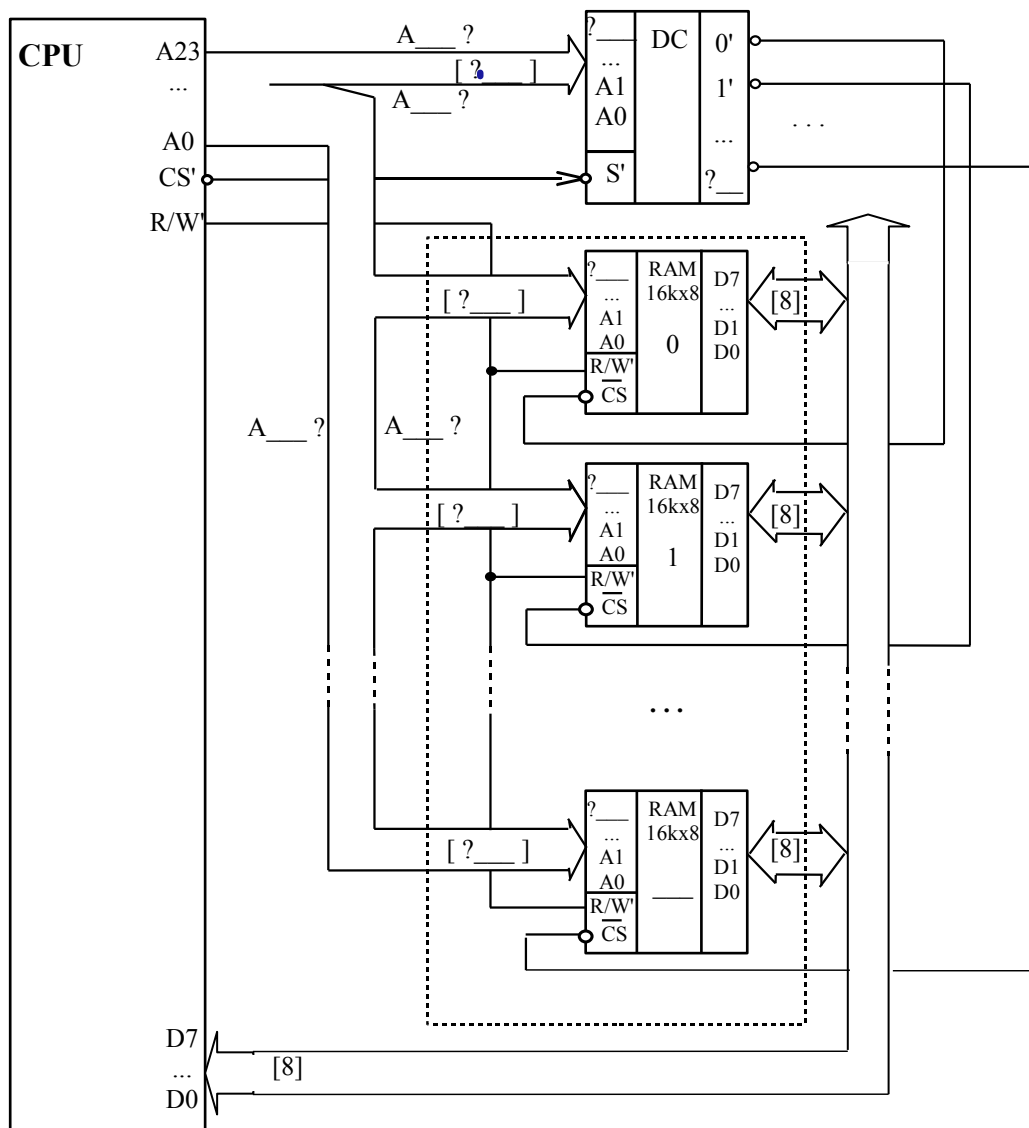 CPU
A23
...
A0
CS'
R/W'
A___ ?
[ ?___ ]
A___ ?
?___
...
A1
A0
S'
DC
0'
1'
...
?__
. . .
[ ?___ ]
?___
...
A1
A0
R/W'
CS
RAM
16kx8
0
D7
...
D1
D0
[8]
A___ ?
A___ ?
[ ?___ ]
?___
...
A1
A0
R/W'
CS
RAM
16kx8
1
D7
...
D1
D0
[8]
...
[ ?___ ]
?___
...
A1
A0
R/W'
CS
RAM
16kx8
___
D7
...
D1
D0
[8]
D7
...
D0
[8]